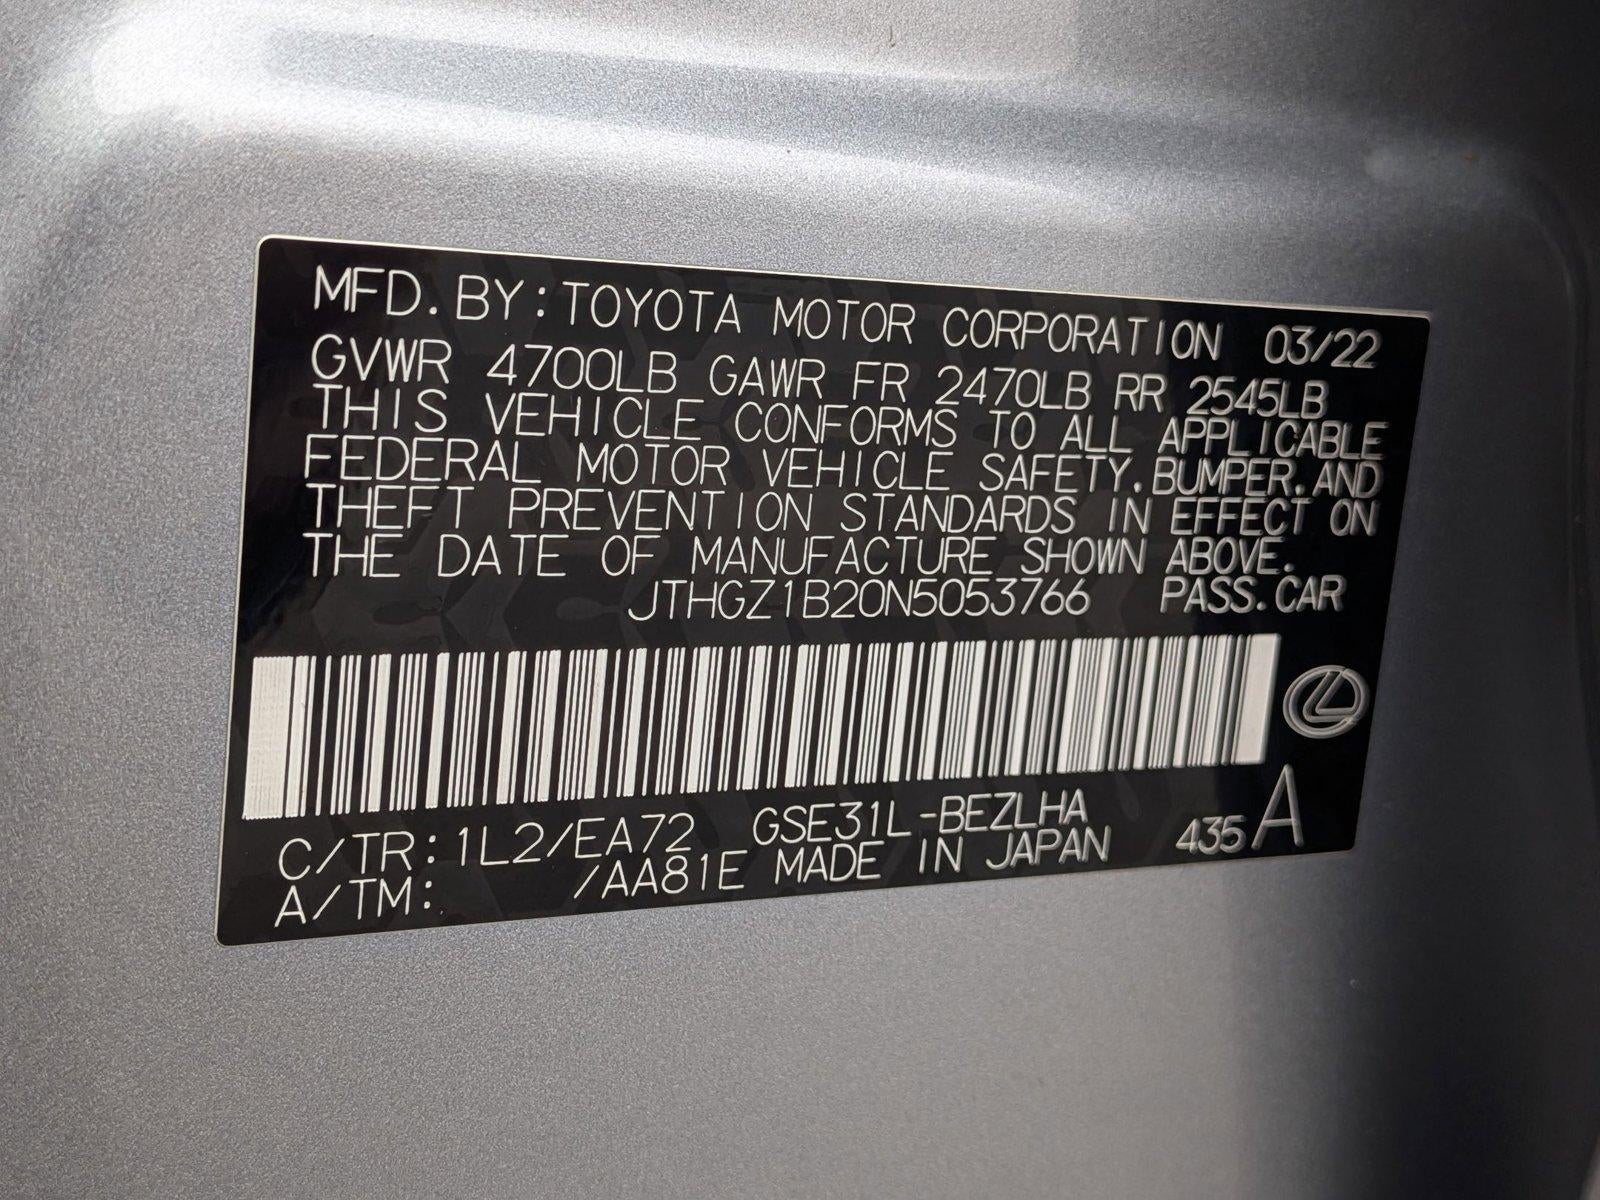 MFD. BY: TOYOTA MOTOR CORPORATION 03/22
GVWR 4700LB GAWR FR 2470LB RR 2545LB
THIS VEHICLE CONFORMS TO ALL APPLICABLE
FEDERAL MOTOR VEHICLE SAFETY, BUMPER, AND
THEFT PREVENTION STANDARDS IN EFFECT ON
THE DATE OF MANUFACTURE SHOWN ABOVE.
JTHGZ1B20N5053766 PASS. CAR
C/TR: 1L2/EA72 GSE31L-BEZLHA
A/TM: /AA81E MADE IN JAPAN 435 A